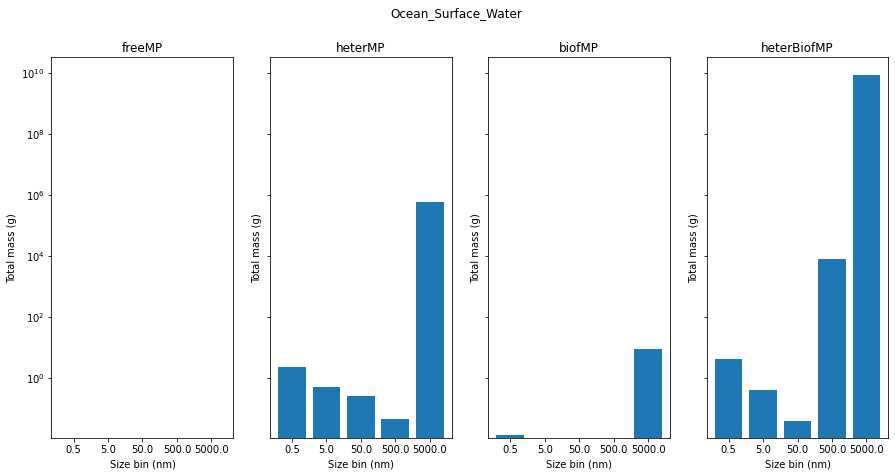 Ocean_Surface_Water
freeMP
heterMP
biofMP
heterBiofMP
Total mass (g)
10^10
10^8
10^6
10^4
10^2
10^0
0.5 5.0 50.0 500.0 5000.0
Size bin (nm)
Total mass (g)
0.5 5.0 50.0 500.0 5000.0
Size bin (nm)
Total mass (g)
0.5 5.0 50.0 500.0 5000.0
Size bin (nm)
Total mass (g)
0.5 5.0 50.0 500.0 5000.0
Size bin (nm)